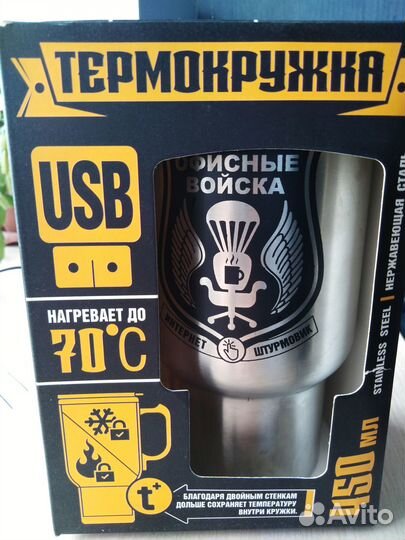 ТЕРМОКРУЖКА
USB
ОФИСНЫЕ
ВОЙСКА
НАГРЕВАЕТ ДО
70°C
ИНТЕРНЕТ ШТУРМОВИК
STAINLESS STEEL | НЕРЖАВЕЮЩАЯ СТАЛЬ
450 МЛ
t+
БЛАГОДАРЯ ДВОЙНЫМ СТЕНКАМ
ДОЛЬШЕ СОХРАНЯЕТ ТЕМПЕРАТУРУ
ВНУТРИ КРУЖКИ.
Avito